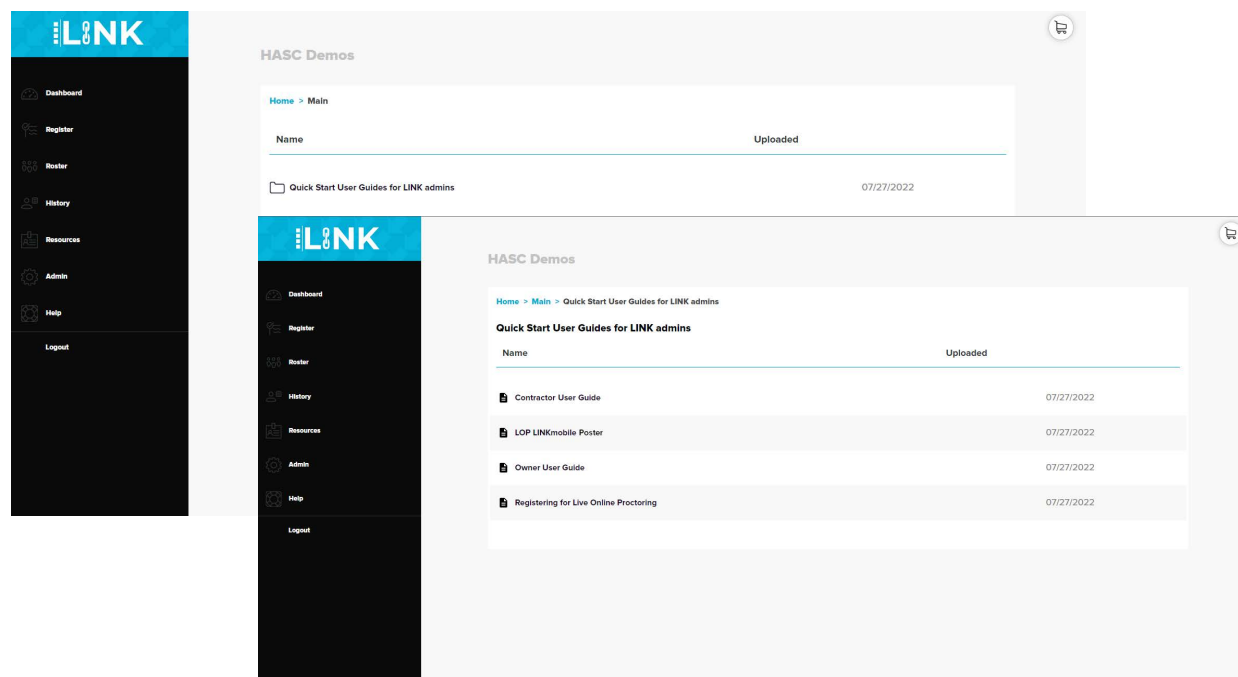 LINK
HASC Demos
Dashboard
Home > Main
Register
Name Uploaded
Roster
Quick Start User Guides for LINK admins 07/27/2022
History
Resources
Admin
Help
Logout
LINK
HASC Demos
Dashboard
Home > Main > Quick Start User Guides for LINK admins
Register
Quick Start User Guides for LINK admins
Name Uploaded
Roster
History
Contractor User Guide 07/27/2022
Resources
LOP LINKmobile Poster 07/27/2022
Admin
Owner User Guide 07/27/2022
Help
Registering for Live Online Proctoring 07/27/2022
Logout